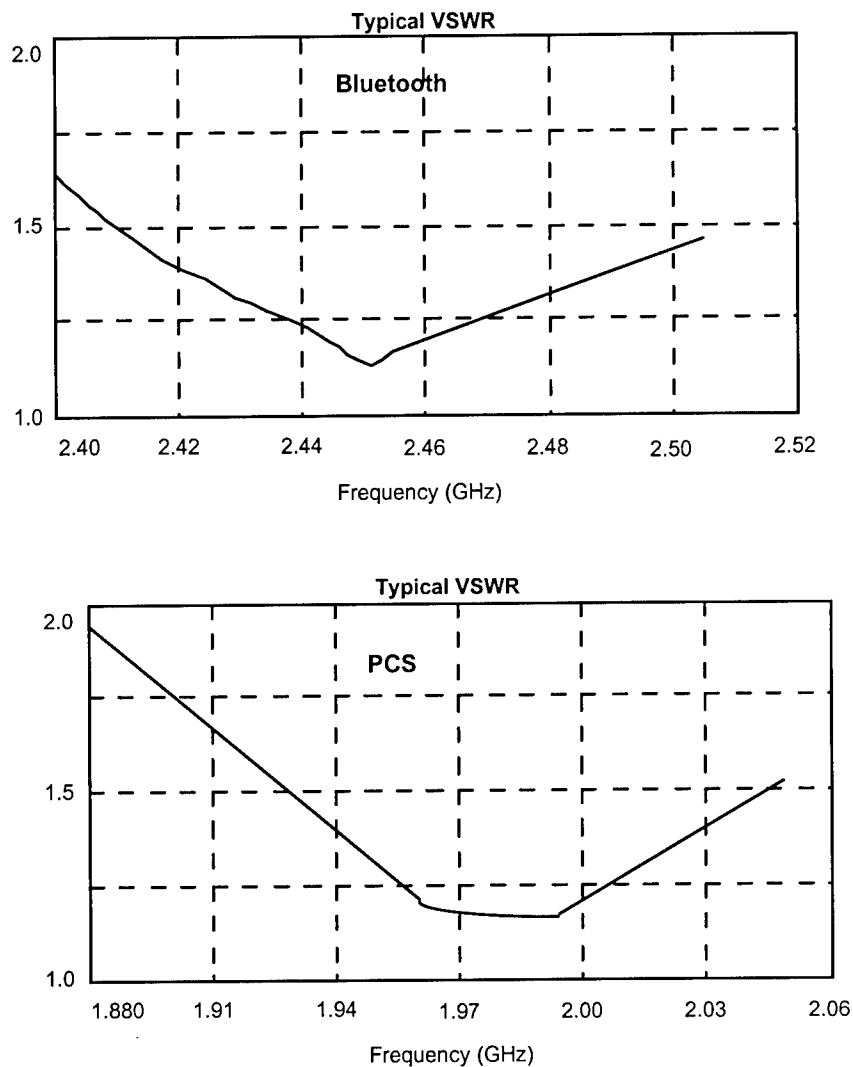 Typical VSWR
2.0
Bluetooth
1.5
1.0
2.40 2.42 2.44 2.46 2.48 2.50 2.52
Frequency (GHz)
Typical VSWR
2.0
PCS
1.5
1.0
1.880 1.91 1.94 1.97 2.00 2.03 2.06
Frequency (GHz)